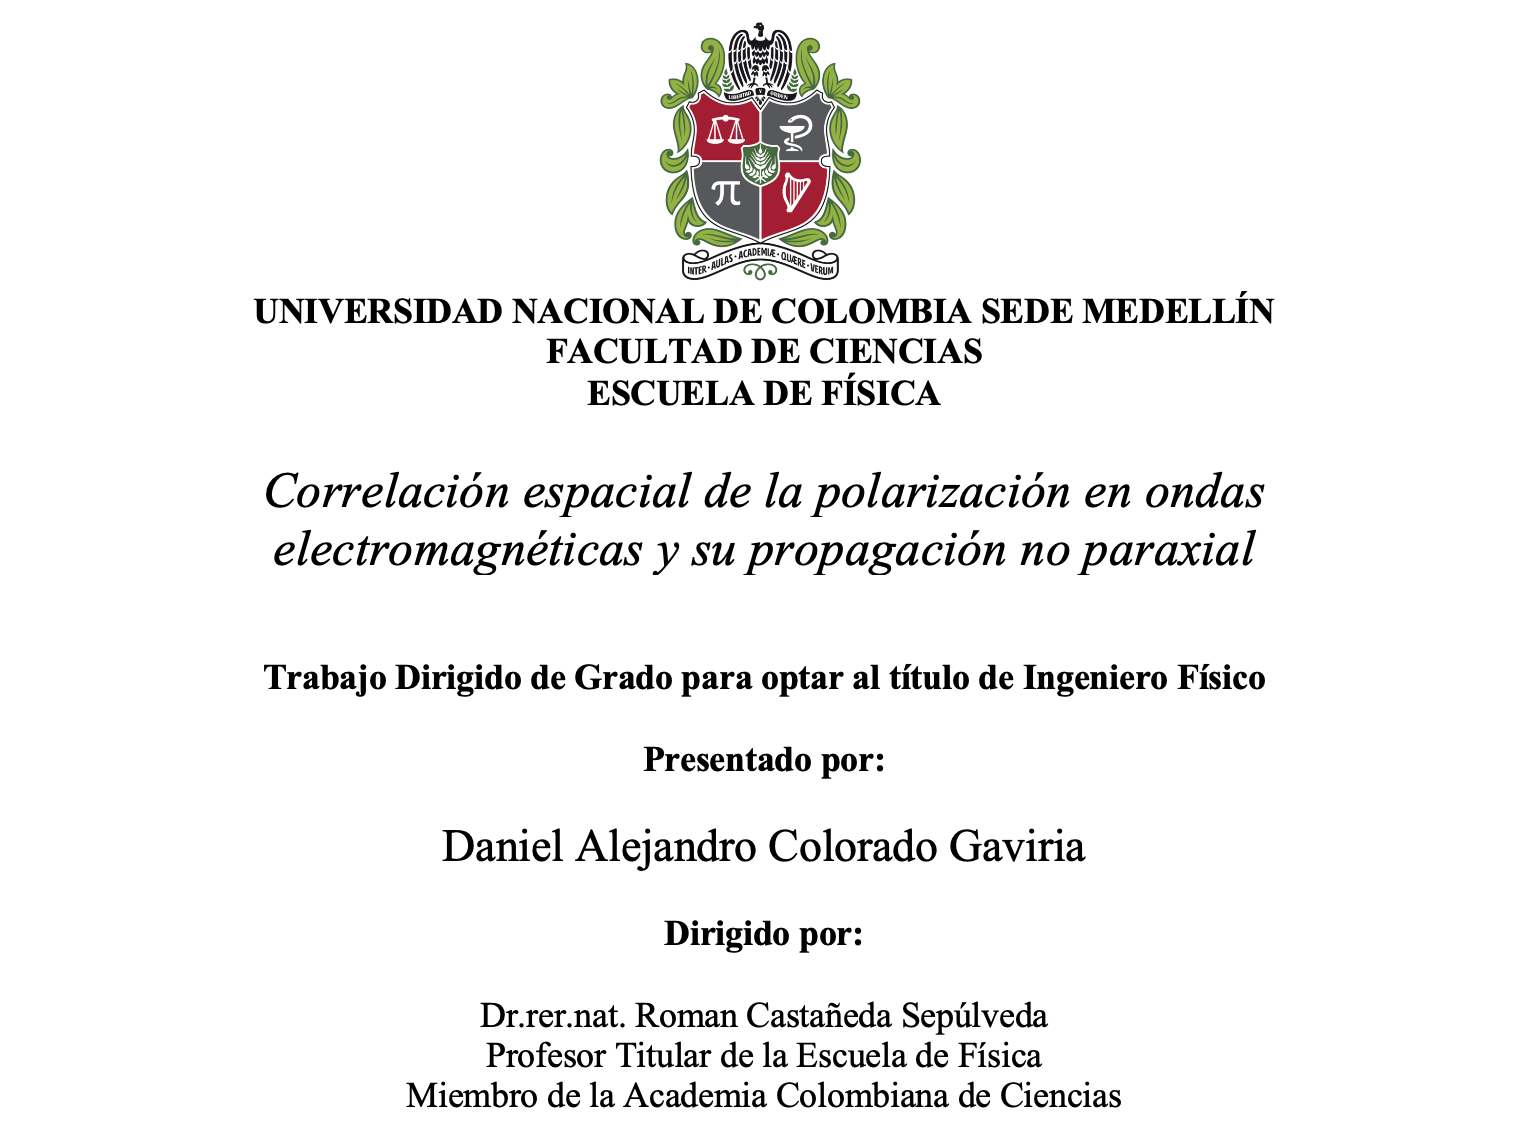 LIBERTAD Y ORDEN
π
INTER · AULAS · ACADEMIÆ · QUÆRE · VERUM
UNIVERSIDAD NACIONAL DE COLOMBIA SEDE MEDELLÍN
FACULTAD DE CIENCIAS
ESCUELA DE FÍSICA
Correlación espacial de la polarización en ondas
electromagnéticas y su propagación no paraxial
Trabajo Dirigido de Grado para optar al título de Ingeniero Físico
Presentado por:
Daniel Alejandro Colorado Gaviria
Dirigido por:
Dr.rer.nat. Roman Castañeda Sepúlveda
Profesor Titular de la Escuela de Física
Miembro de la Academia Colombiana de Ciencias